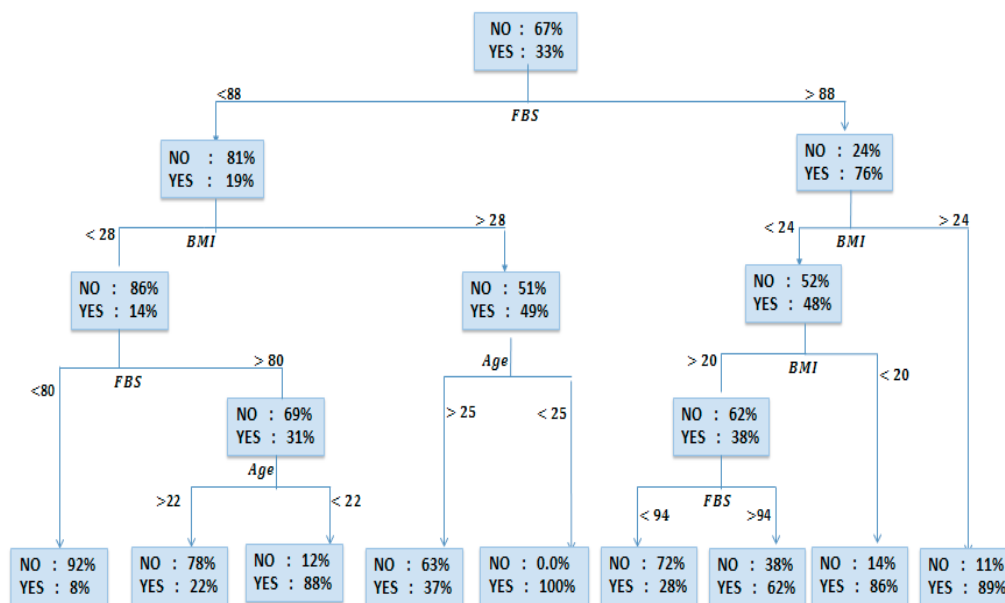 NO : 67%
YES : 33%
<88
> 88
FBS
NO : 81%
YES : 19%
NO : 24%
YES : 76%
< 28
BMI
> 28
< 24
BMI
> 24
NO : 86%
YES : 14%
NO : 51%
YES : 49%
NO : 52%
YES : 48%
<80
FBS
> 80
Age
> 20
BMI
< 20
NO : 69%
YES : 31%
> 25
< 25
NO : 62%
YES : 38%
Age
>22
< 22
< 94
FBS
>94
NO : 92%
YES : 8%
NO : 78%
YES : 22%
NO : 12%
YES : 88%
NO : 63%
YES : 37%
NO : 0.0%
YES : 100%
NO : 72%
YES : 28%
NO : 38%
YES : 62%
NO : 14%
YES : 86%
NO : 11%
YES : 89%